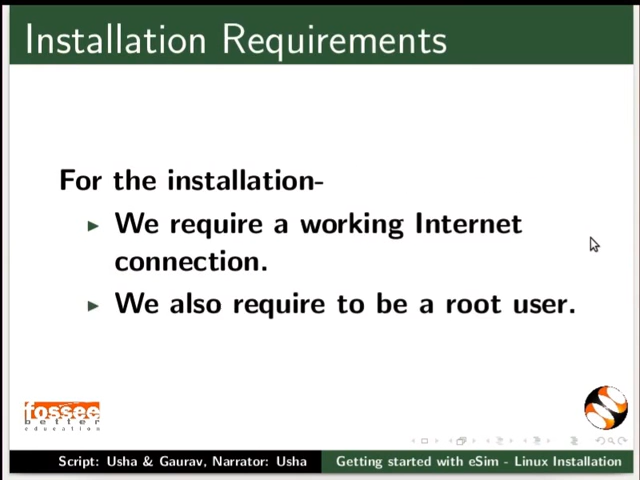 Installation Requirements
For the installation-
We require a working Internet
connection.
We also require to be a root user.
fossee
better
education
Script: Usha & Gaurav, Narrator: Usha
Getting started with eSim - Linux Installation